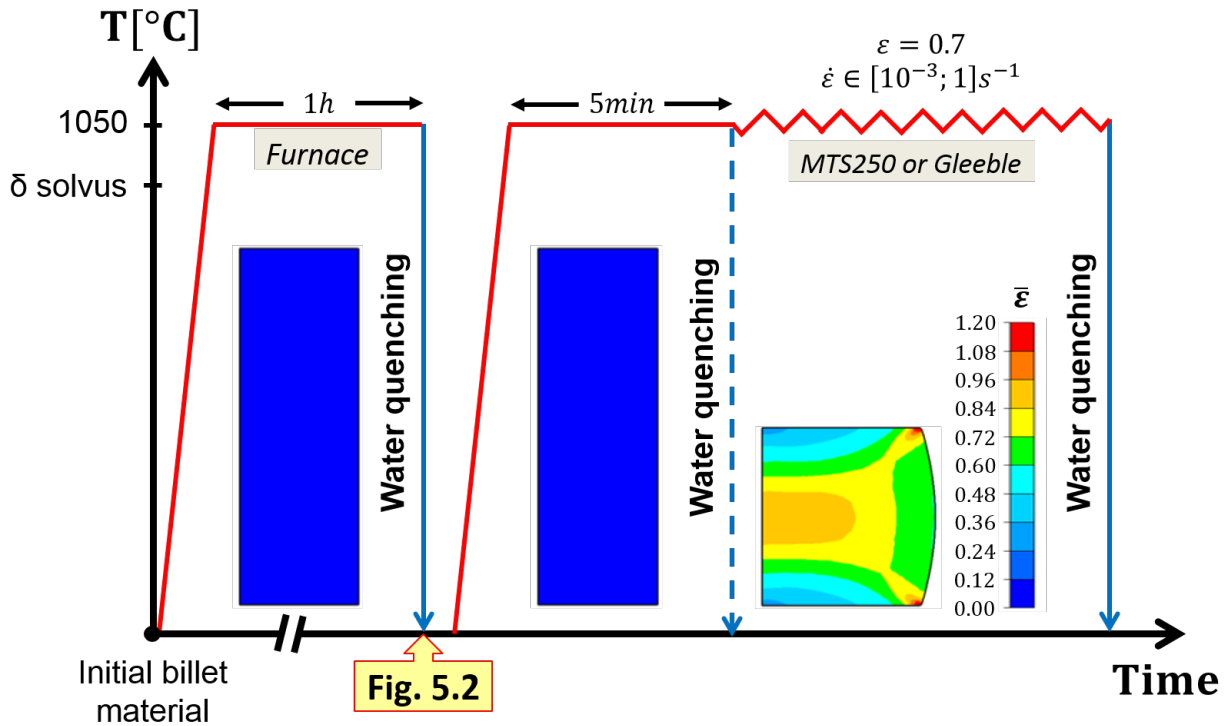 T[°C]
ε = 0.7
ε̇ ∈ [10⁻³; 1]s⁻¹
1h
5min
1050
Furnace
MTS250 or Gleeble
δ solvus
Water quenching
Water quenching
Water quenching
ε̅
1.20
1.08
0.96
0.84
0.72
0.60
0.48
0.36
0.24
0.12
0.00
Initial billet
material
Fig. 5.2
Time